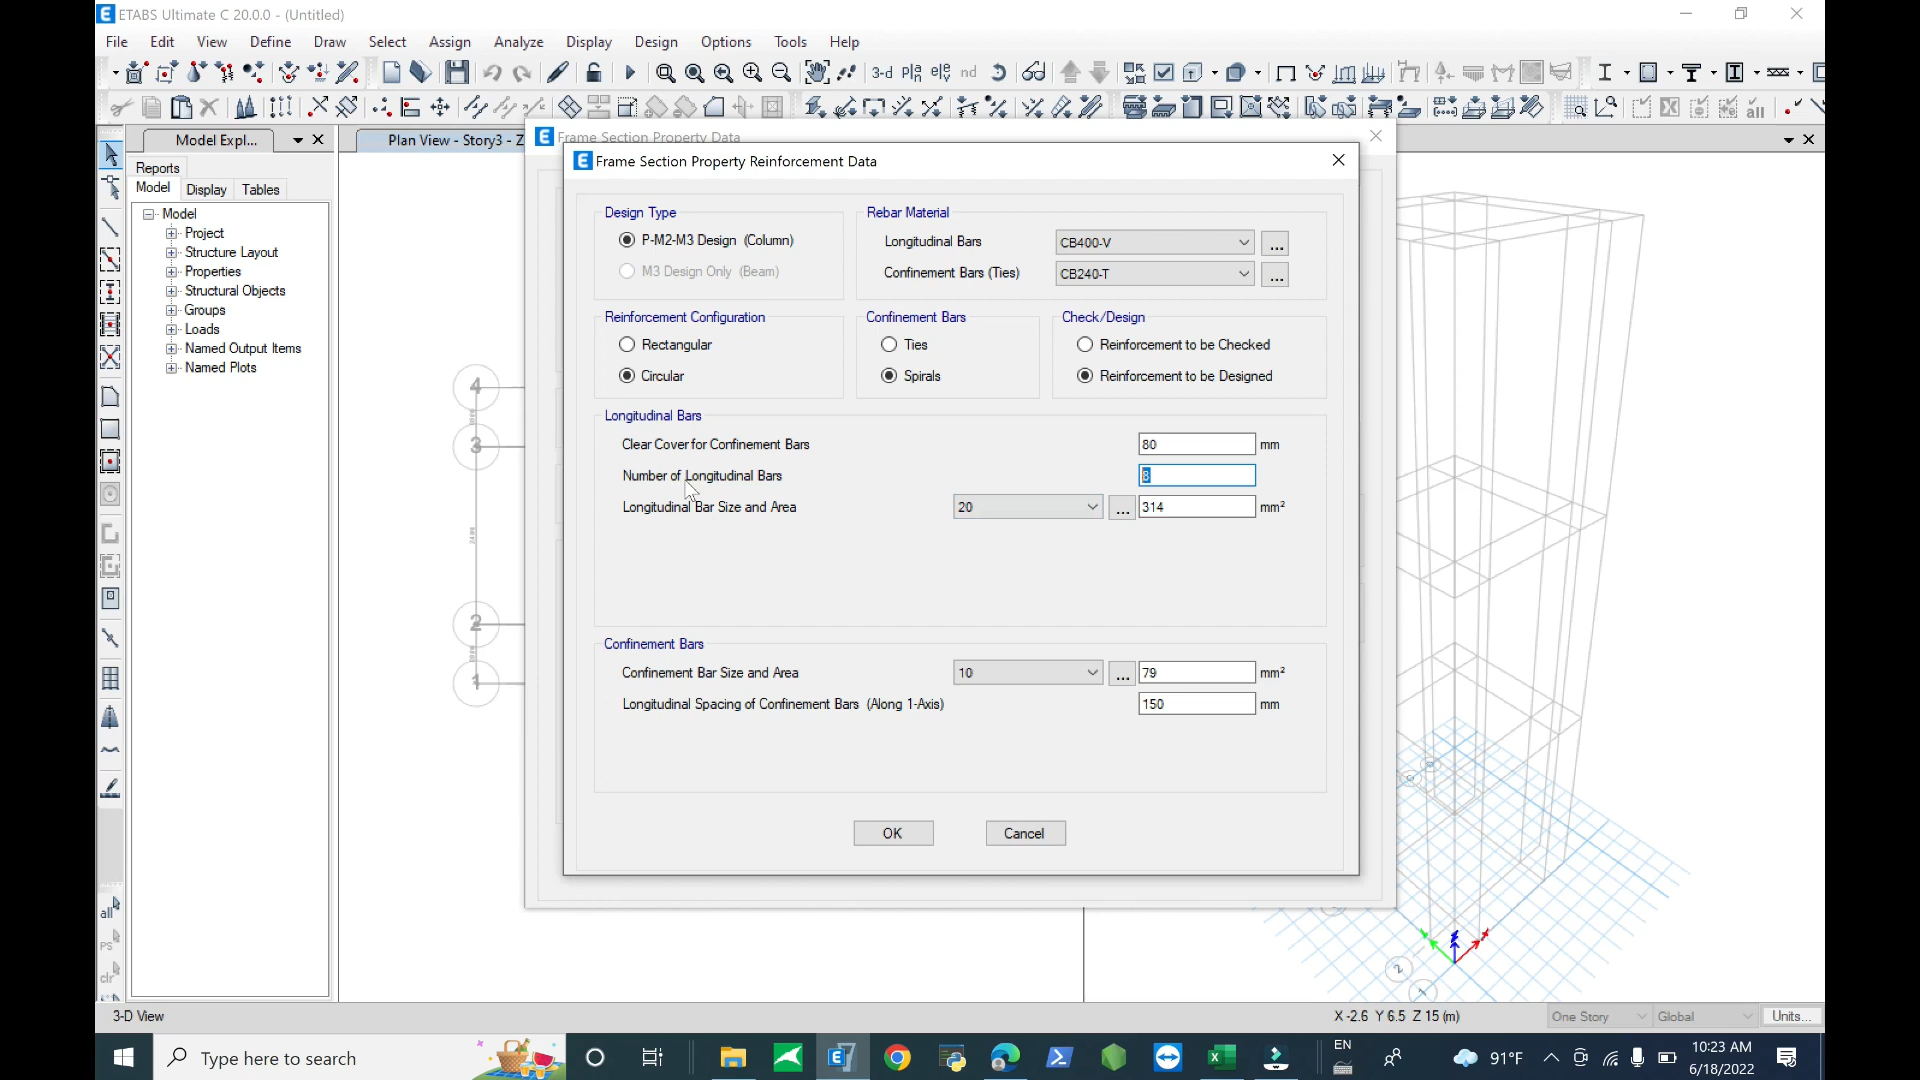 ETABS Ultimate C 20.0.0 - (Untitled)
File Edit View Define Draw Select Assign Analyze Display Design Options Tools Help
3-d
nd
all
Model Expl...
Plan View - Story3 - Z
Frame Section Property Data
Frame Section Property Reinforcement Data
Reports
Model Display Tables
Model
Project
Structure Layout
Properties
Structural Objects
Groups
Loads
Named Output Items
Named Plots
Design Type
P-M2-M3 Design (Column)
M3 Design Only (Beam)
Rebar Material
Longitudinal Bars CB400-V ...
Confinement Bars (Ties) CB240-T ...
Reinforcement Configuration
Rectangular
Circular
Confinement Bars
Ties
Spirals
Check/Design
Reinforcement to be Checked
Reinforcement to be Designed
Longitudinal Bars
Clear Cover for Confinement Bars 80 mm
Number of Longitudinal Bars 8
Longitudinal Bar Size and Area 20 ... 314 mm²
Confinement Bars
Confinement Bar Size and Area 10 ... 79 mm²
Longitudinal Spacing of Confinement Bars (Along 1-Axis) 150 mm
OK Cancel
4
3
2
1
all
PS
clr
3-D View
X -2.6 Y 6.5 Z 15 (m)
One Story
Global
Units...
Type here to search
EN
91°F
10:23 AM
6/18/2022